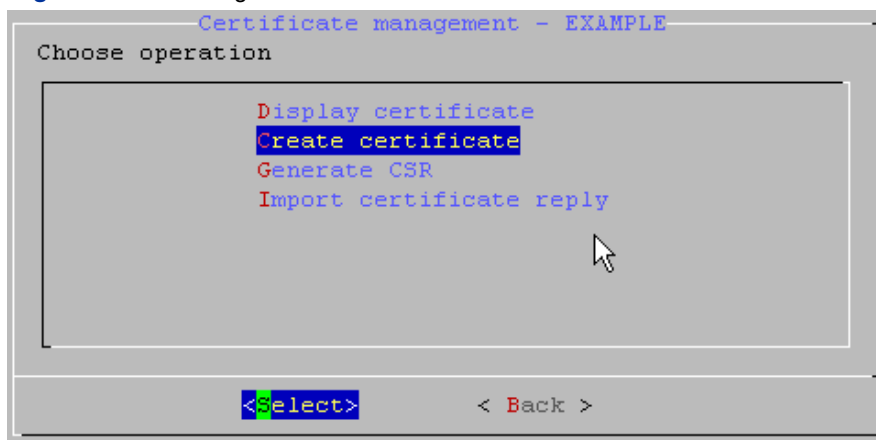 Certificate management - EXAMPLE
Choose operation
Display certificate
Create certificate
Generate CSR
Import certificate reply
<Select> < Back >